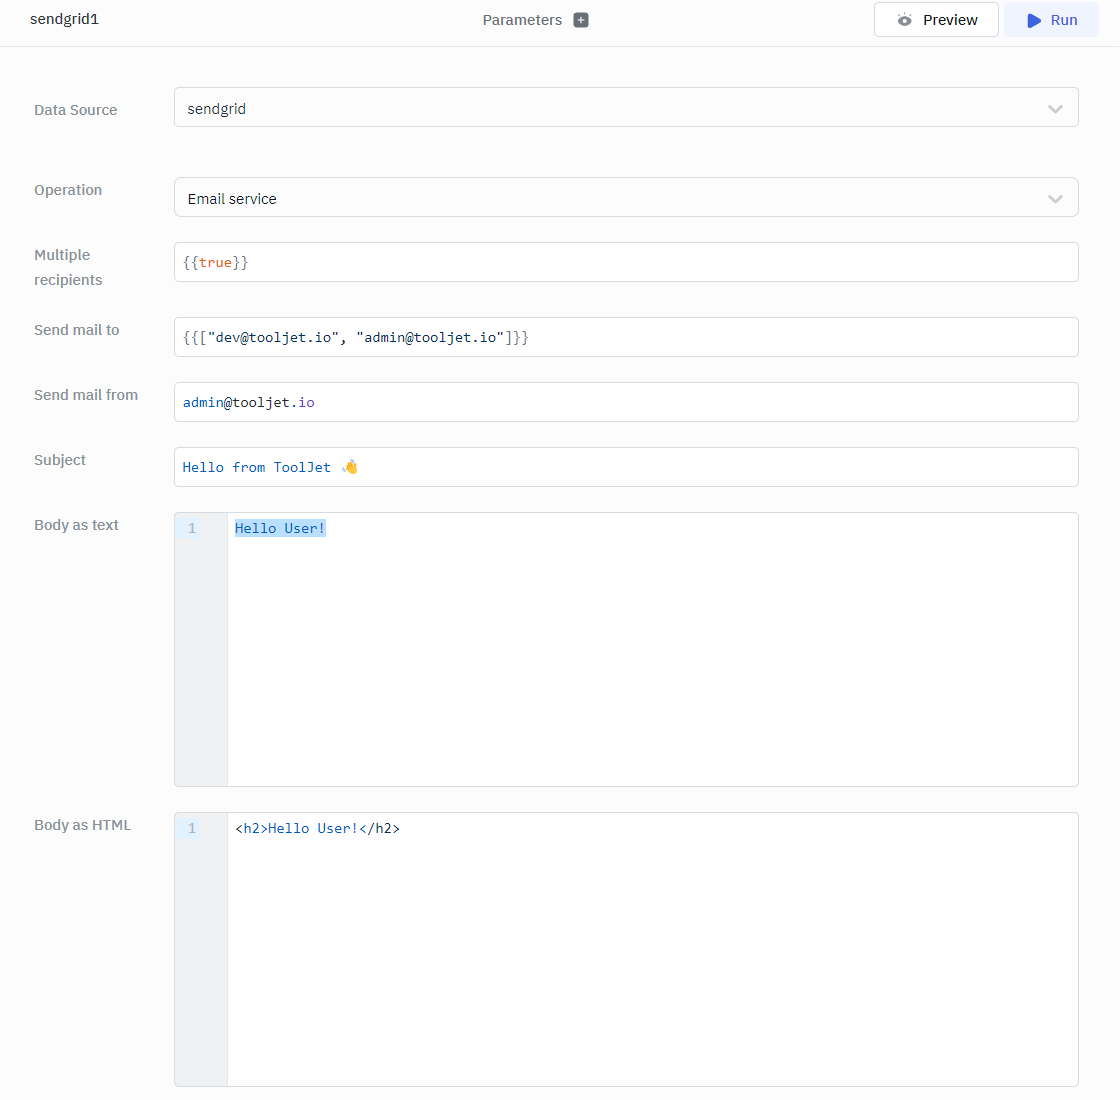 sendgrid1
Parameters +
Preview
Run
Data Source
sendgrid
Operation
Email service
Multiple
recipients
{{true}}
Send mail to
{{["dev@tooljet.io", "admin@tooljet.io"]}}
Send mail from
admin@tooljet.io
Subject
Hello from ToolJet 👋
Body as text
1
Hello User!
Body as HTML
1
<h2>Hello User!</h2>